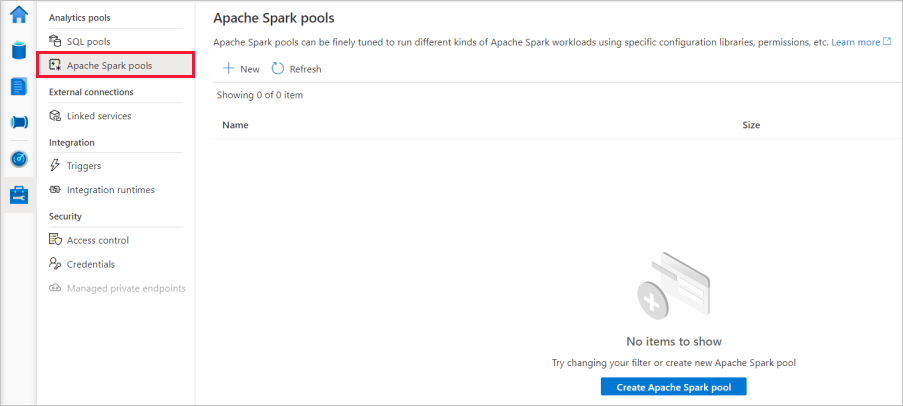 Analytics pools
SQL pools
Apache Spark pools
External connections
Linked services
Integration
Triggers
Integration runtimes
Security
Access control
Credentials
Managed private endpoints
Apache Spark pools
Apache Spark pools can be finely tuned to run different kinds of Apache Spark workloads using specific configuration libraries, permissions, etc. Learn more
New Refresh
Showing 0 of 0 item
Name Size
No items to show
Try changing your filter or create new Apache Spark pool
Create Apache Spark pool